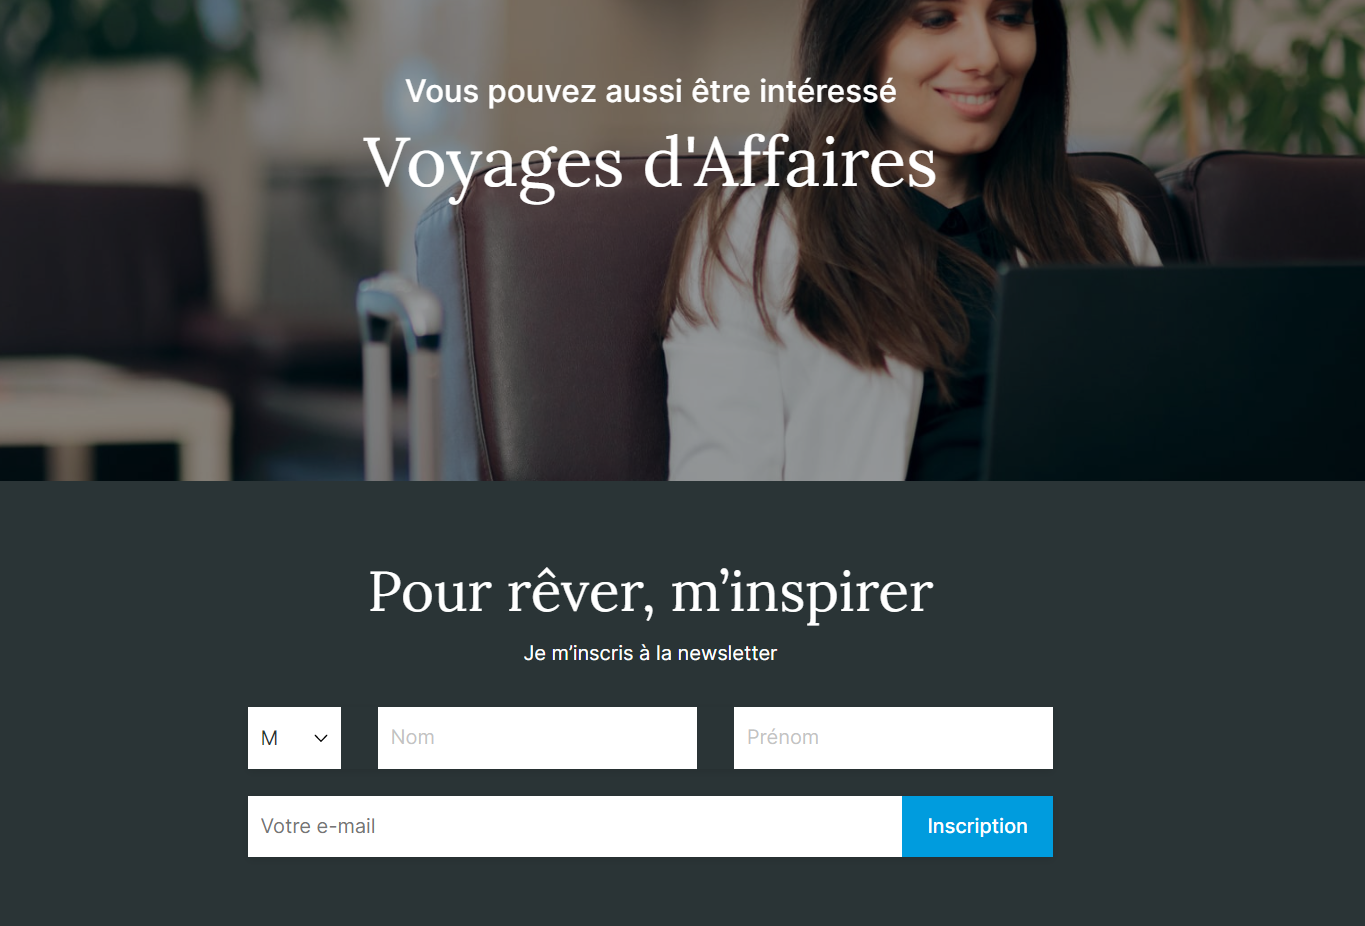 Vous pouvez aussi être intéressé
Voyages d'Affaires
Pour rêver, m’inspirer
Je m’inscris à la newsletter
M
Nom
Prénom
Votre e-mail
Inscription